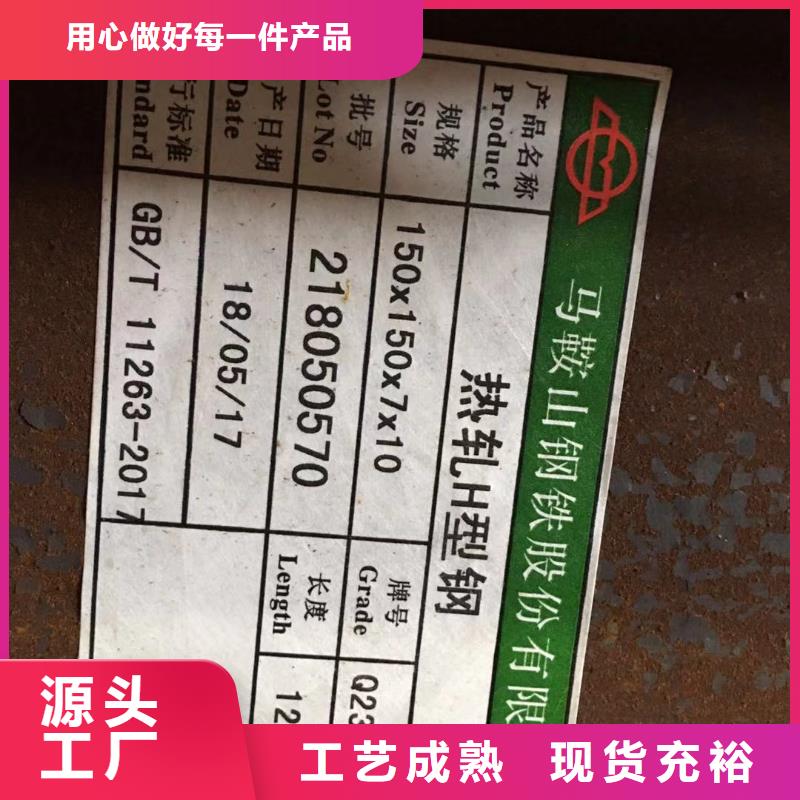 用心做好每一件产品
马鞍山钢铁股份有限
产品名称 热轧H型钢
Product
规格 150x150x7x10 牌号 Q23
Size Grade
批号 218050570 长度 12
Lot No Length
产日期 18/05/17
Date
行标准 GB/T 11263-2017
ndard
源头
工厂
工艺成熟 现货充裕